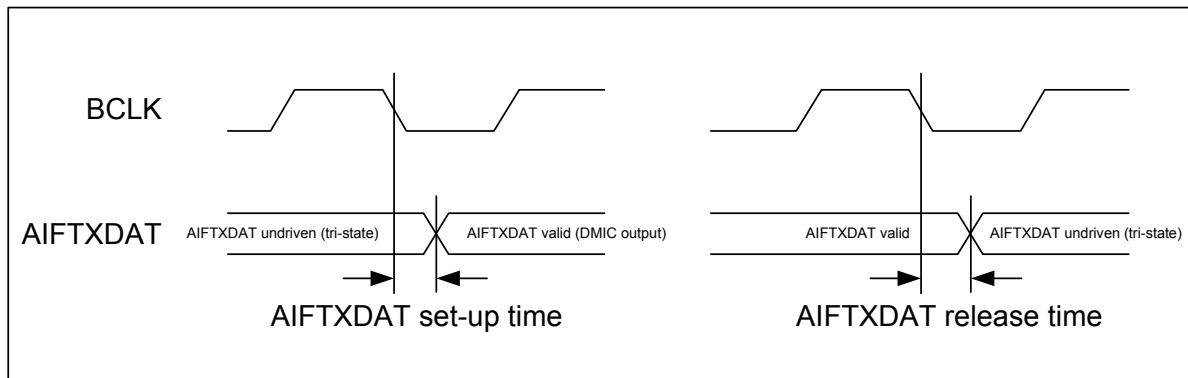 BCLK
AIFTXDAT
AIFTXDAT undriven (tri-state)
AIFTXDAT valid (DMIC output)
AIFTXDAT valid
AIFTXDAT undriven (tri-state)
AIFTXDAT set-up time
AIFTXDAT release time